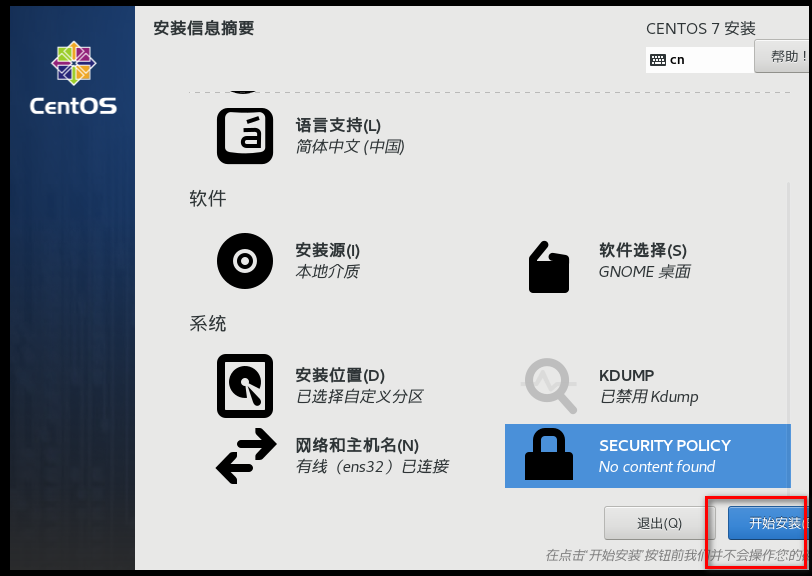 安装信息摘要
CENTOS 7 安装
cn
帮助！
CentOS
语言支持(L)
简体中文 (中国)
软件
安装源(I)
本地介质
软件选择(S)
GNOME 桌面
系统
安装位置(D)
已选择自定义分区
KDUMP
已禁用 Kdump
网络和主机名(N)
有线（ens32）已连接
SECURITY POLICY
No content found
退出(Q)
开始安装(
在点击"开始安装"按钮前我们并不会操作您的